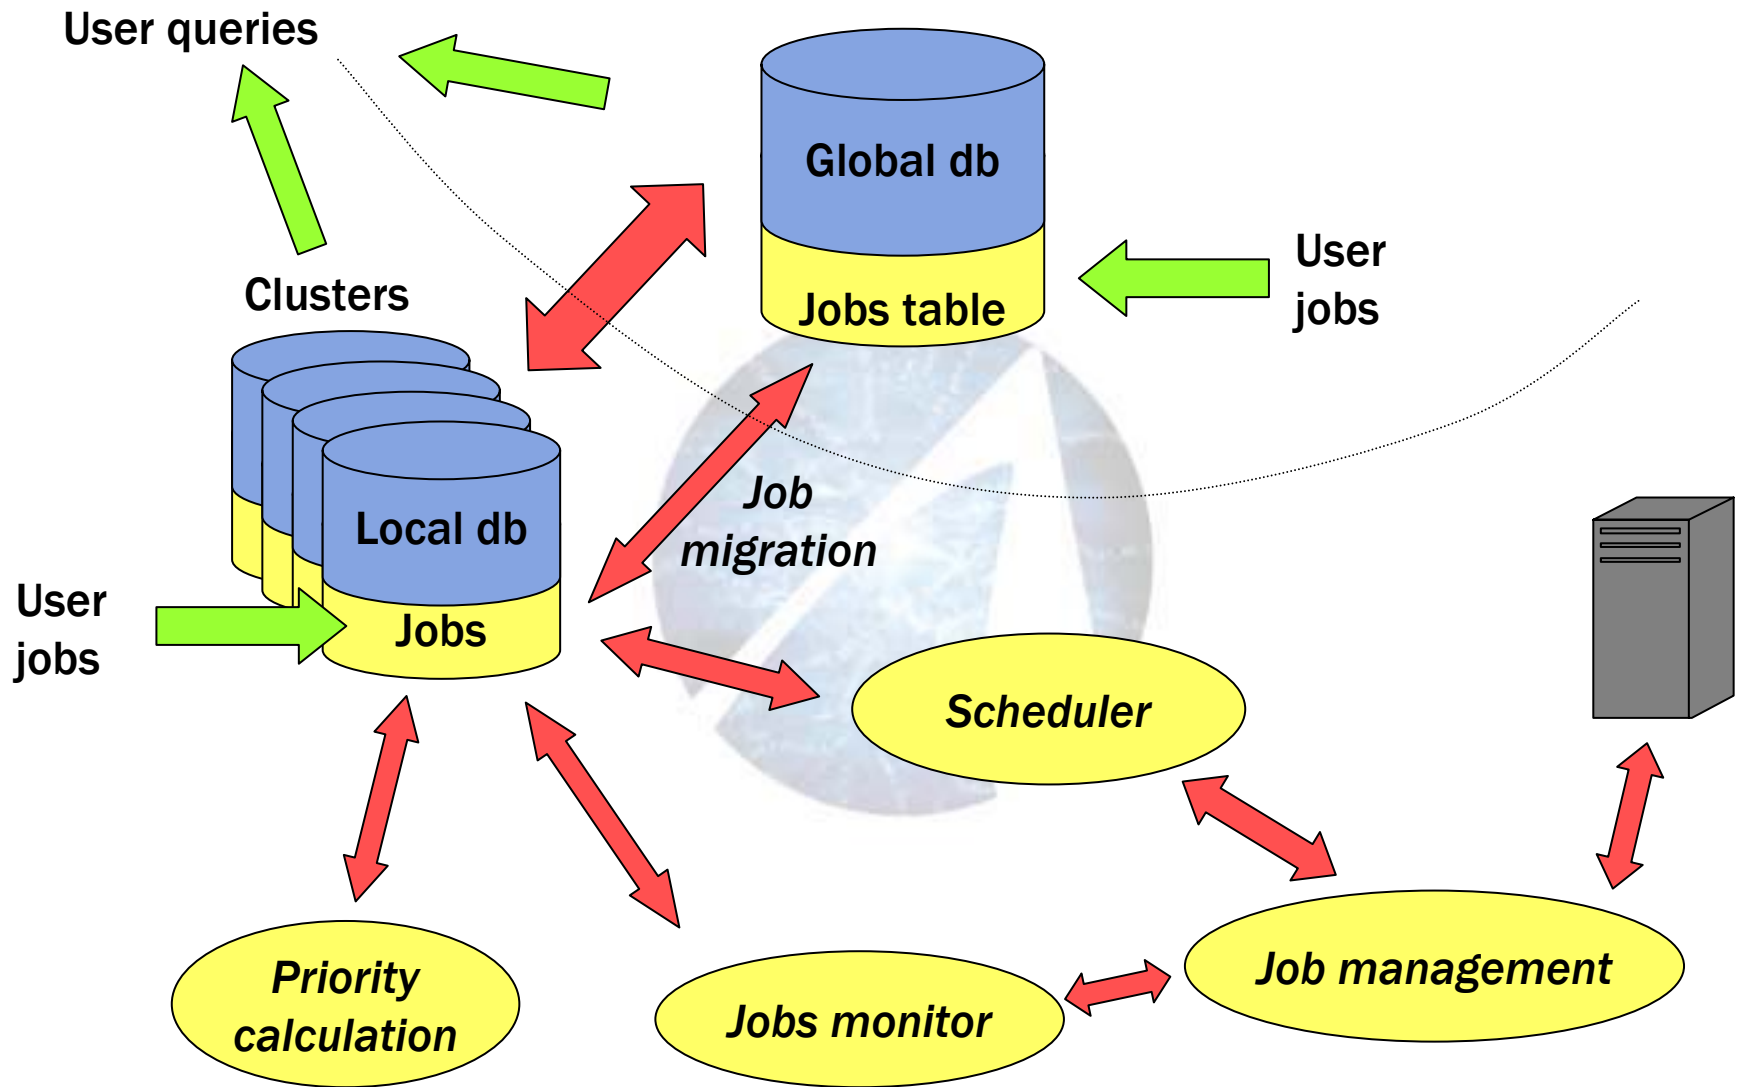 User queries
Global db
User
jobs
Clusters
Jobs table
Job
migration
Local db
User
jobs
Jobs
Scheduler
Priority
calculation
Jobs monitor
Job management